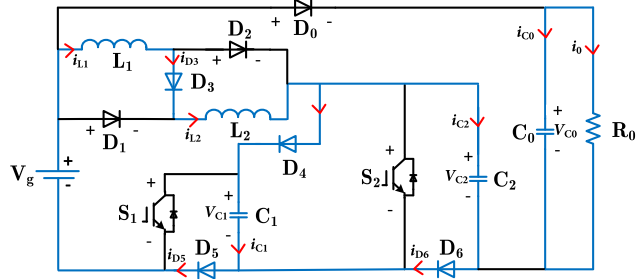 + D0 -
iL1 L1 + D2 - iD3
D3
iC0 i0
+ D1 - iL2 L2
C0 + VC0 - R0
Vg + -
D4
S1 + -
VC1 + - C1
S2 + -
iC2
VC2 + - C2
iD5 D5 iC1
iD6 D6